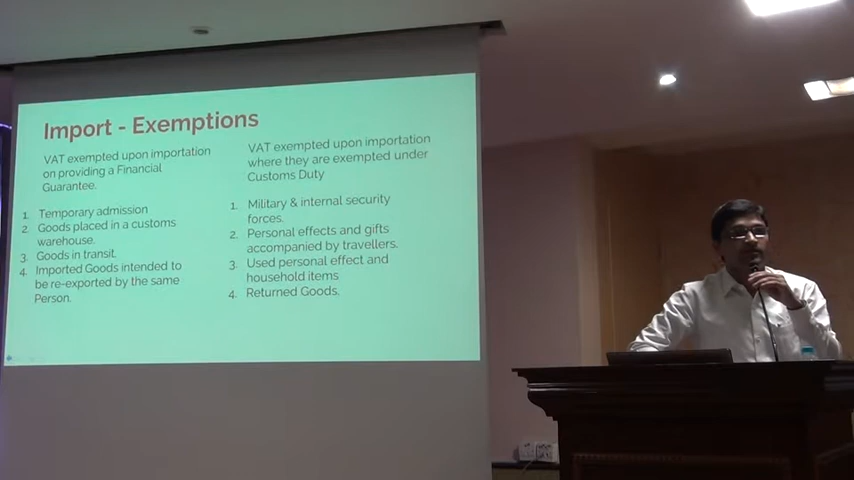 Import - Exemptions
VAT exempted upon importation
on providing a Financial
Guarantee.
1. Temporary admission
2. Goods placed in a customs
warehouse.
3. Goods in transit.
4. Imported Goods intended to
be re-exported by the same
Person.
VAT exempted upon importation
where they are exempted under
Customs Duty
1. Military & internal security
forces.
2. Personal effects and gifts
accompanied by travellers.
3. Used personal effect and
household items
4. Returned Goods.